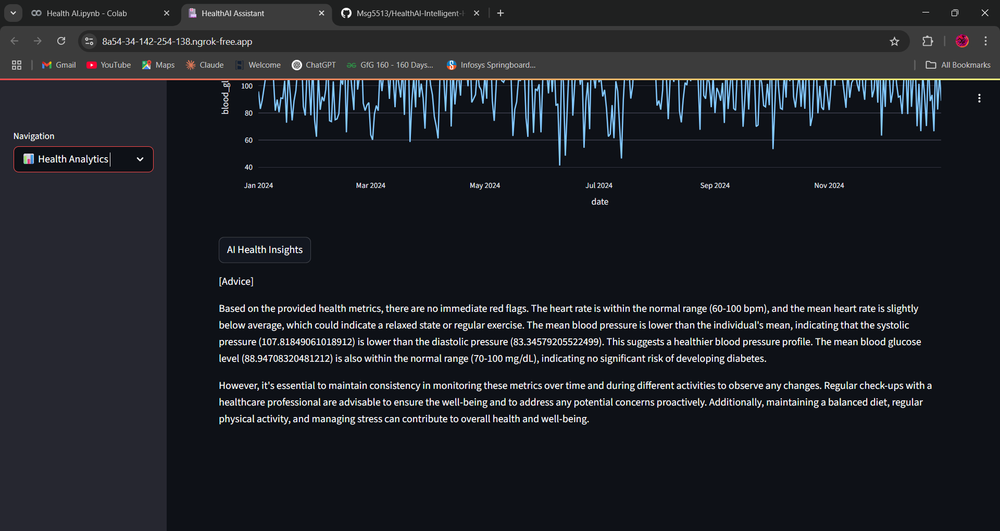 Health AI.ipynb - Colab
HealthAI Assistant
Msg5513/HealthAI-Intelligent-H
8a54-34-142-254-138.ngrok-free.app
Gmail
YouTube
Maps
Claude
Welcome
ChatGPT
GfG 160 - 160 Days...
Infosys Springboard...
All Bookmarks
Navigation
Health Analytics
blood_gl
100
80
60
40
Jan 2024
Mar 2024
May 2024
Jul 2024
Sep 2024
Nov 2024
date
AI Health Insights
[Advice]
Based on the provided health metrics, there are no immediate red flags. The heart rate is within the normal range (60-100 bpm), and the mean heart rate is slightly
below average, which could indicate a relaxed state or regular exercise. The mean blood pressure is lower than the individual's mean, indicating that the systolic
pressure (107.81849061018912) is lower than the diastolic pressure (83.34579205522499). This suggests a healthier blood pressure profile. The mean blood glucose
level (88.94708320481212) is also within the normal range (70-100 mg/dL), indicating no significant risk of developing diabetes.
However, it's essential to maintain consistency in monitoring these metrics over time and during different activities to observe any changes. Regular check-ups with a
healthcare professional are advisable to ensure the well-being and to address any potential concerns proactively. Additionally, maintaining a balanced diet, regular
physical activity, and managing stress can contribute to overall health and well-being.